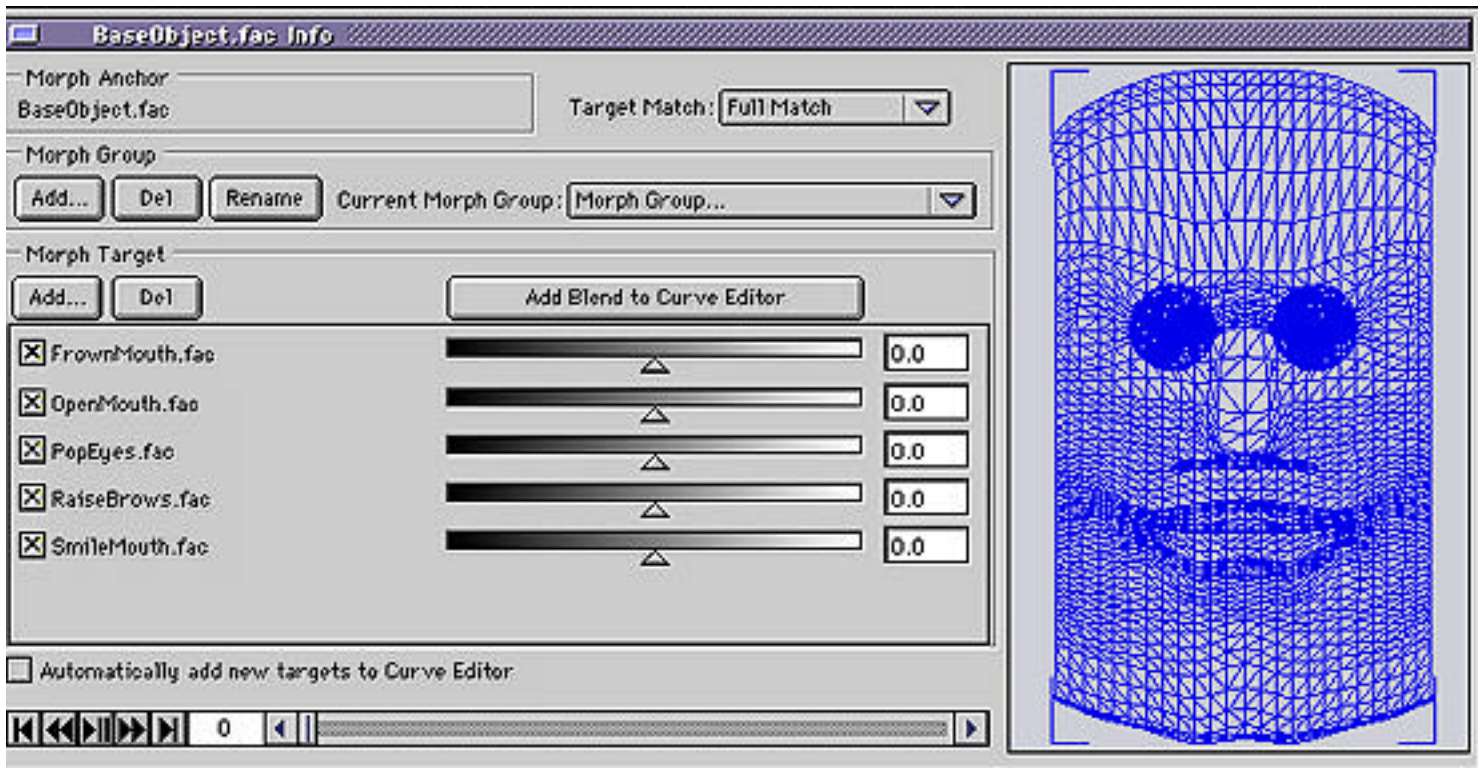 BaseObject.fac Info
Morph Anchor
BaseObject.fac
Target Match: Full Match
Morph Group
Add... Del Rename Current Morph Group: Morph Group...
Morph Target
Add... Del Add Blend to Curve Editor
FrownMouth.fac 0.0
OpenMouth.fac 0.0
PopEyes.fac 0.0
RaiseBrows.fac 0.0
SmileMouth.fac 0.0
Automatically add new targets to Curve Editor
0